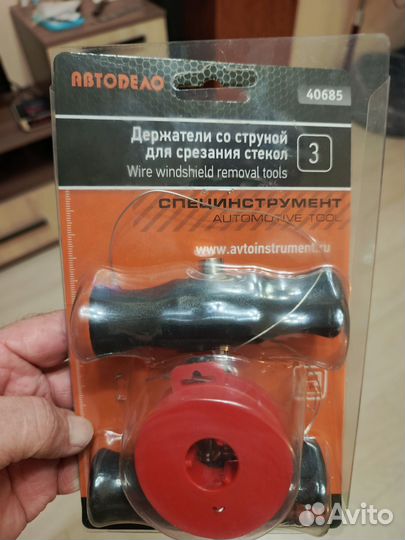 АВТОDЕЛО
40685
Держатели со струной
для срезания стекол
3
Wire windshield removal tools
СПЕЦИНСТРУМЕНТ
AUTOMOTIVE TOOL
www.avtoinstrument.ru
Avito